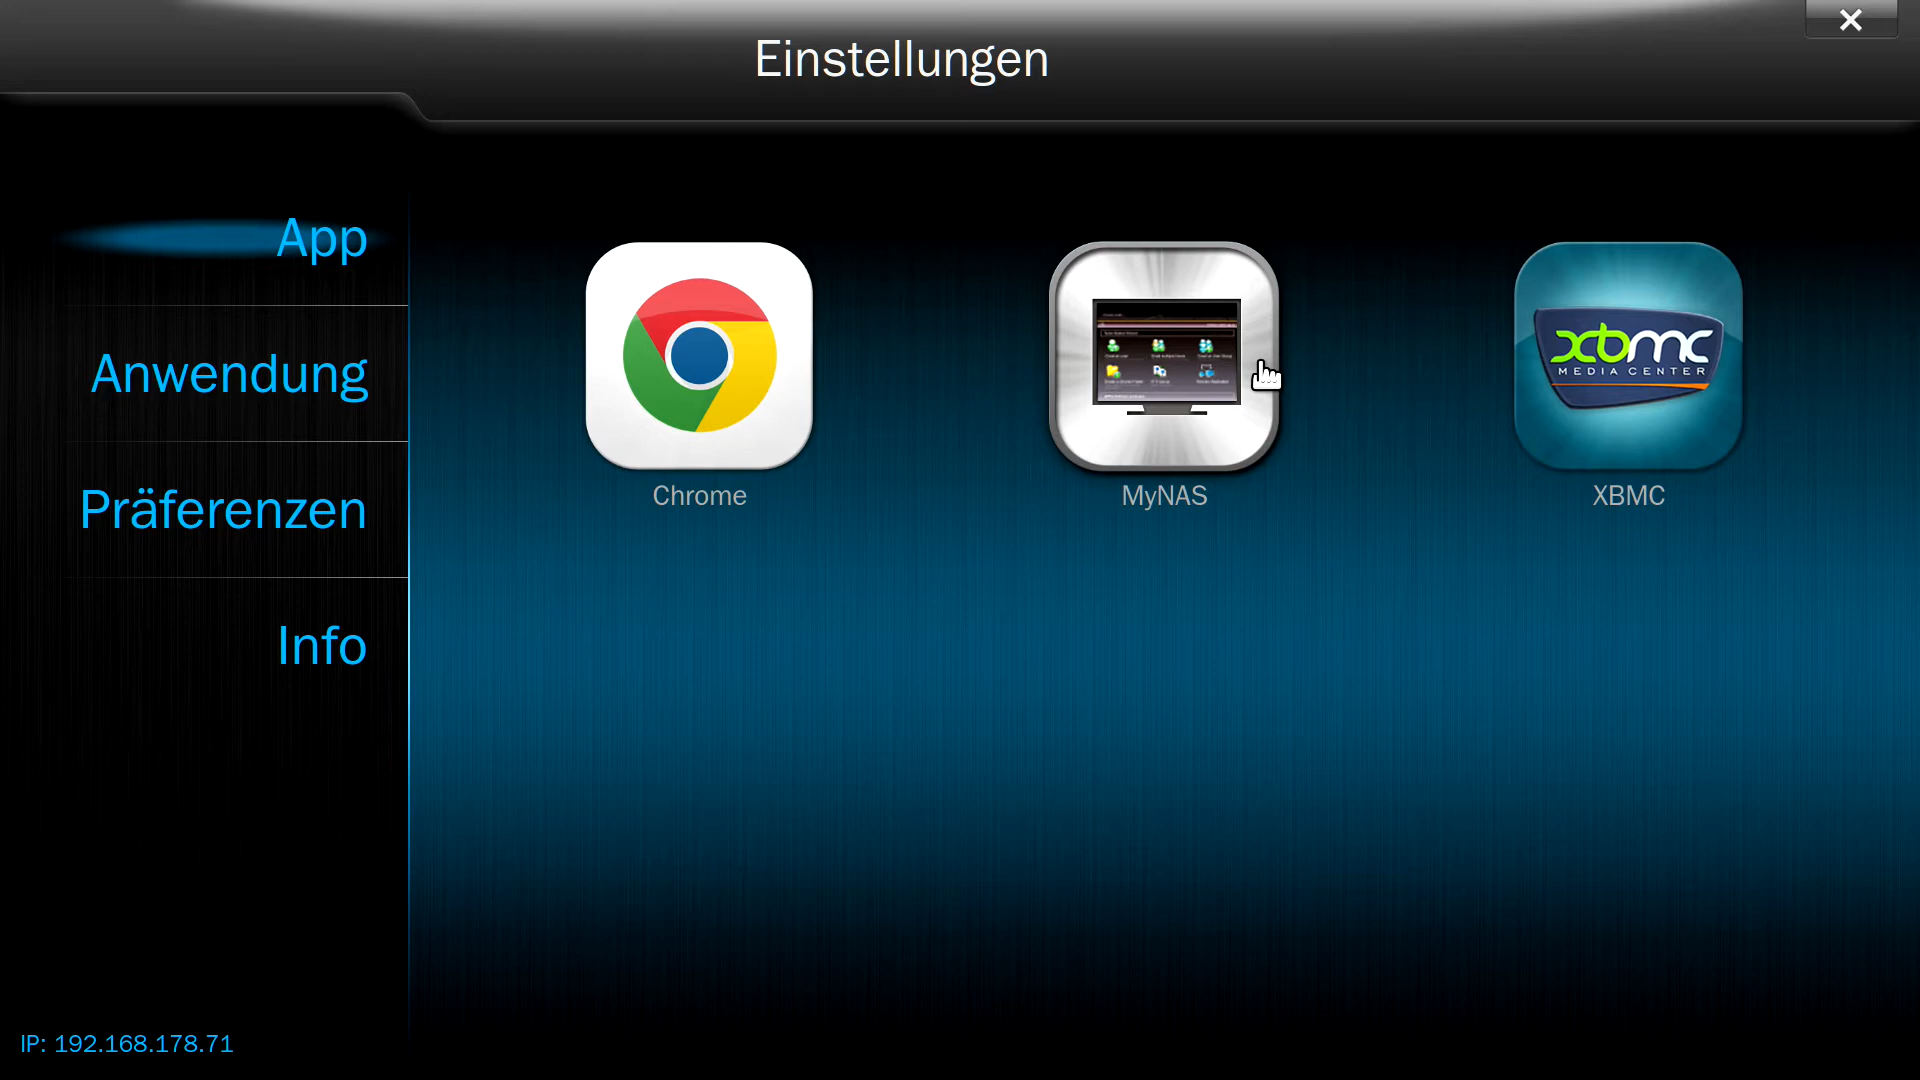 Einstellungen
App
Anwendung
Präferenzen
Info
xbmc
MEDIA CENTER
Chrome
MyNAS
XBMC
IP: 192.168.178.71